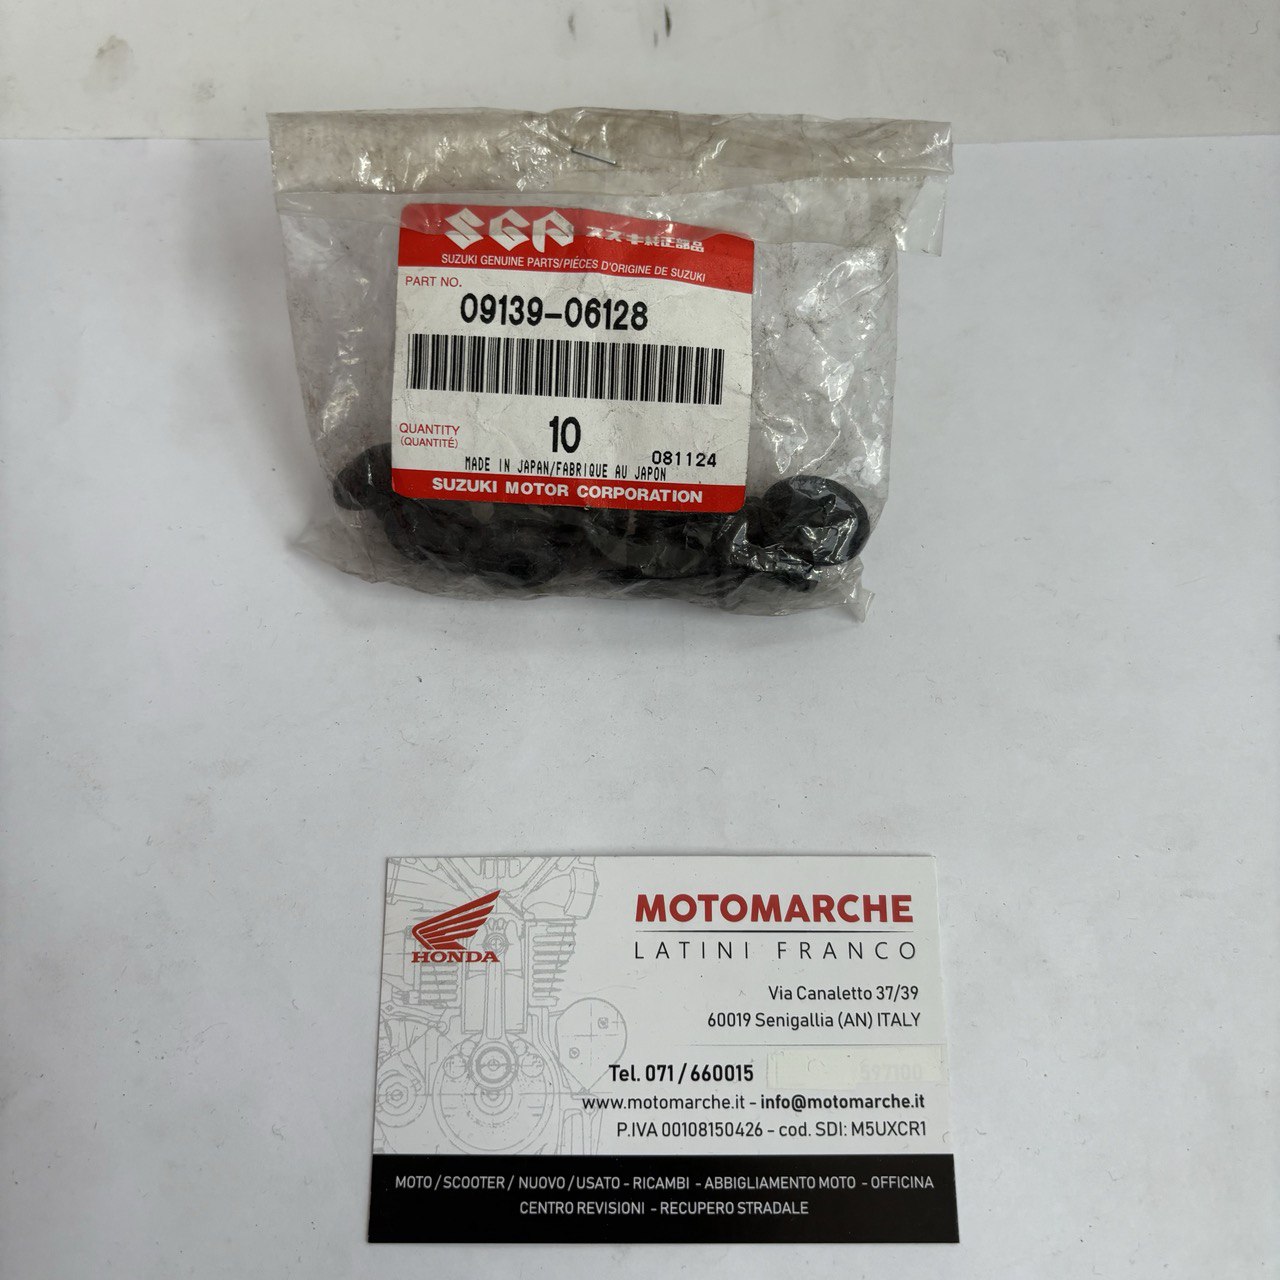 SGP スズキ純正部品
SUZUKI GENUINE PARTS/PIÉCES D'ORIGINE DE SUZUKI
PART NO.
09139-06128
QUANTITY
(QUANTITÉ)
10
081124
MADE IN JAPAN/FABRIQUE AU JAPON
SUZUKI MOTOR CORPORATION
HONDA
MOTOMARCHE
LATINI FRANCO
Via Canaletto 37/39
60019 Senigallia (AN) ITALY
Tel. 071 / 660015
www.motomarche.it - info@motomarche.it
P.IVA 00108150426 - cod. SDI: M5UXCR1
MOTO / SCOOTER / NUOVO / USATO - RICAMBI - ABBIGLIAMENTO MOTO - OFFICINA
CENTRO REVISIONI - RECUPERO STRADALE